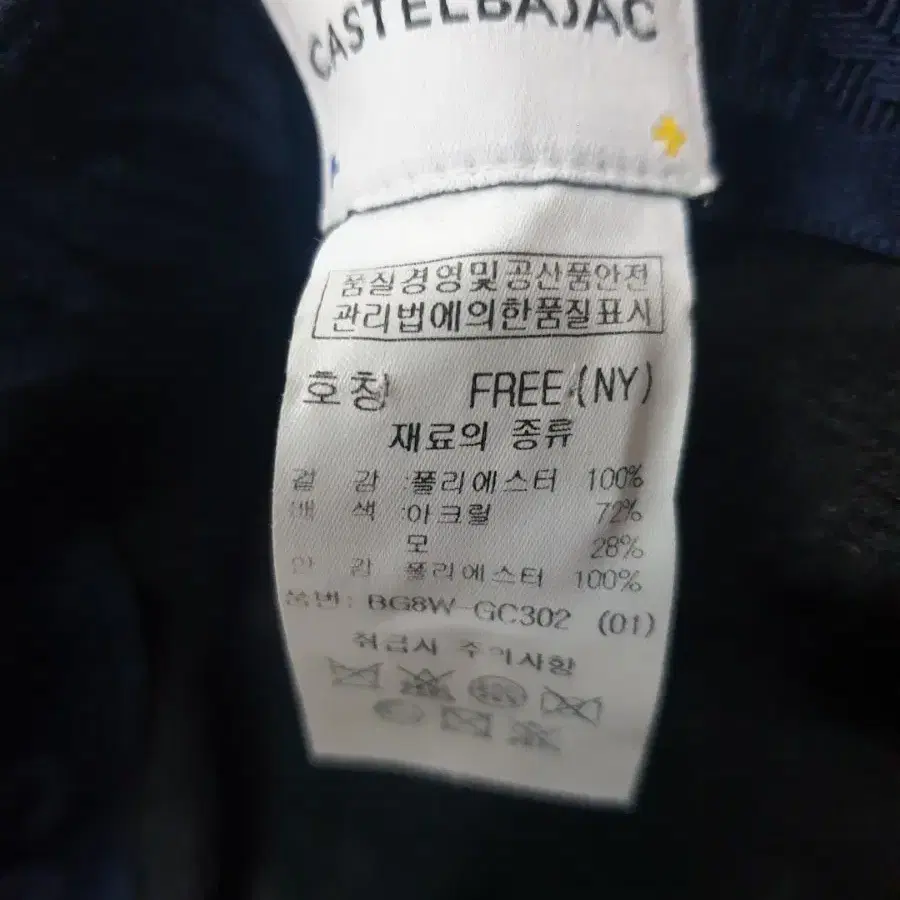 CASTELBAJAC
품질경영및공산품안전
관리법에의한품질표시
호칭 FREE (NY)
재료의 종류
겉 감 :폴리에스터 100%
배 색 :아크릴 72%
모 28%
안 감 :폴리에스터 100%
품번: BG8W-GC302 (01)
취급시 주의사항